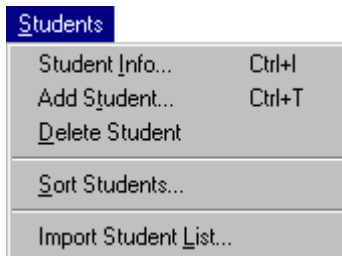 Students
Student Info... Ctrl+I
Add Student... Ctrl+T
Delete Student
Sort Students...
Import Student List...